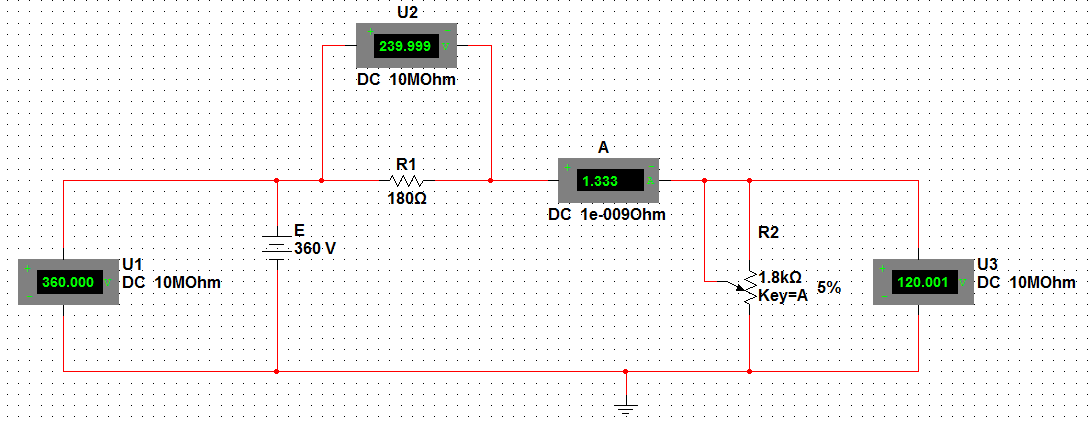 U2
+ −
239.999 V
DC 10MOhm
R1
180Ω
A
+ −
1.333 A
DC 1e-009Ohm
E
360 V
U1
+
360.000 V
−
DC 10MOhm
R2
1.8kΩ
Key=A
5%
U3
+
120.001 V
−
DC 10MOhm